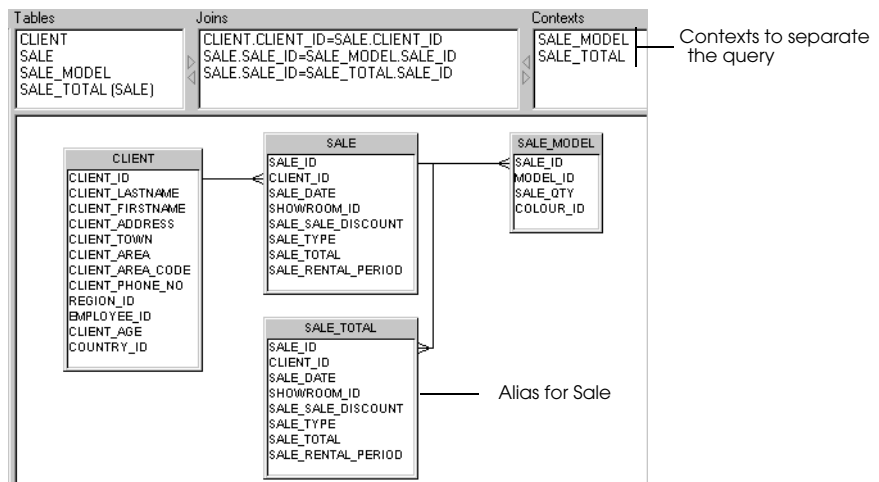 Tables
Joins
Contexts
CLIENT
SALE
SALE_MODEL
SALE_TOTAL (SALE)
CLIENT.CLIENT_ID=SALE.CLIENT_ID
SALE.SALE_ID=SALE_MODEL.SALE_ID
SALE.SALE_ID=SALE_TOTAL.SALE_ID
SALE_MODEL
SALE_TOTAL
Contexts to separate
the query
CLIENT
CLIENT_ID
CLIENT_LASTNAME
CLIENT_FIRSTNAME
CLIENT_ADDRESS
CLIENT_TOWN
CLIENT_AREA
CLIENT_AREA_CODE
CLIENT_PHONE_NO
REGION_ID
EMPLOYEE_ID
CLIENT_AGE
COUNTRY_ID
SALE
SALE_ID
CLIENT_ID
SALE_DATE
SHOWROOM_ID
SALE_SALE_DISCOUNT
SALE_TYPE
SALE_TOTAL
SALE_RENTAL_PERIOD
SALE_MODEL
SALE_ID
MODEL_ID
SALE_QTY
COLOUR_ID
SALE_TOTAL
SALE_ID
CLIENT_ID
SALE_DATE
SHOWROOM_ID
SALE_SALE_DISCOUNT
SALE_TYPE
SALE_TOTAL
SALE_RENTAL_PERIOD
Alias for Sale